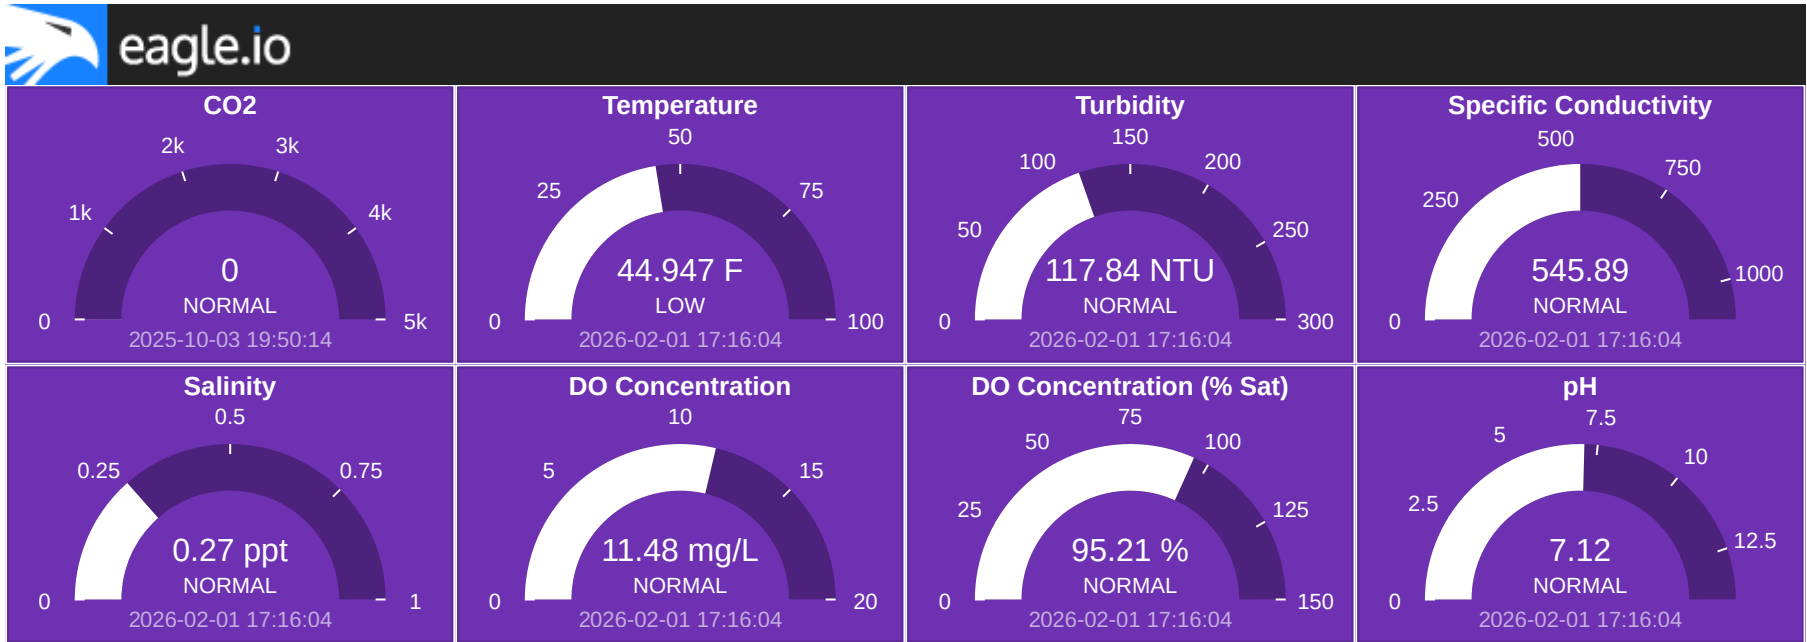 eagle.io
CO2
0
1k
2k
3k
4k
5k
0
NORMAL
2025-10-03 19:50:14
Temperature
0
25
50
75
100
44.947 F
LOW
2026-02-01 17:16:04
Turbidity
0
50
100
150
200
250
300
117.84 NTU
NORMAL
2026-02-01 17:16:04
Specific Conductivity
0
250
500
750
1000
545.89
NORMAL
2026-02-01 17:16:04
Salinity
0
0.25
0.5
0.75
1
0.27 ppt
NORMAL
2026-02-01 17:16:04
DO Concentration
0
5
10
15
20
11.48 mg/L
NORMAL
2026-02-01 17:16:04
DO Concentration (% Sat)
0
25
50
75
100
125
150
95.21 %
NORMAL
2026-02-01 17:16:04
pH
0
2.5
5
7.5
10
12.5
7.12
NORMAL
2026-02-01 17:16:04